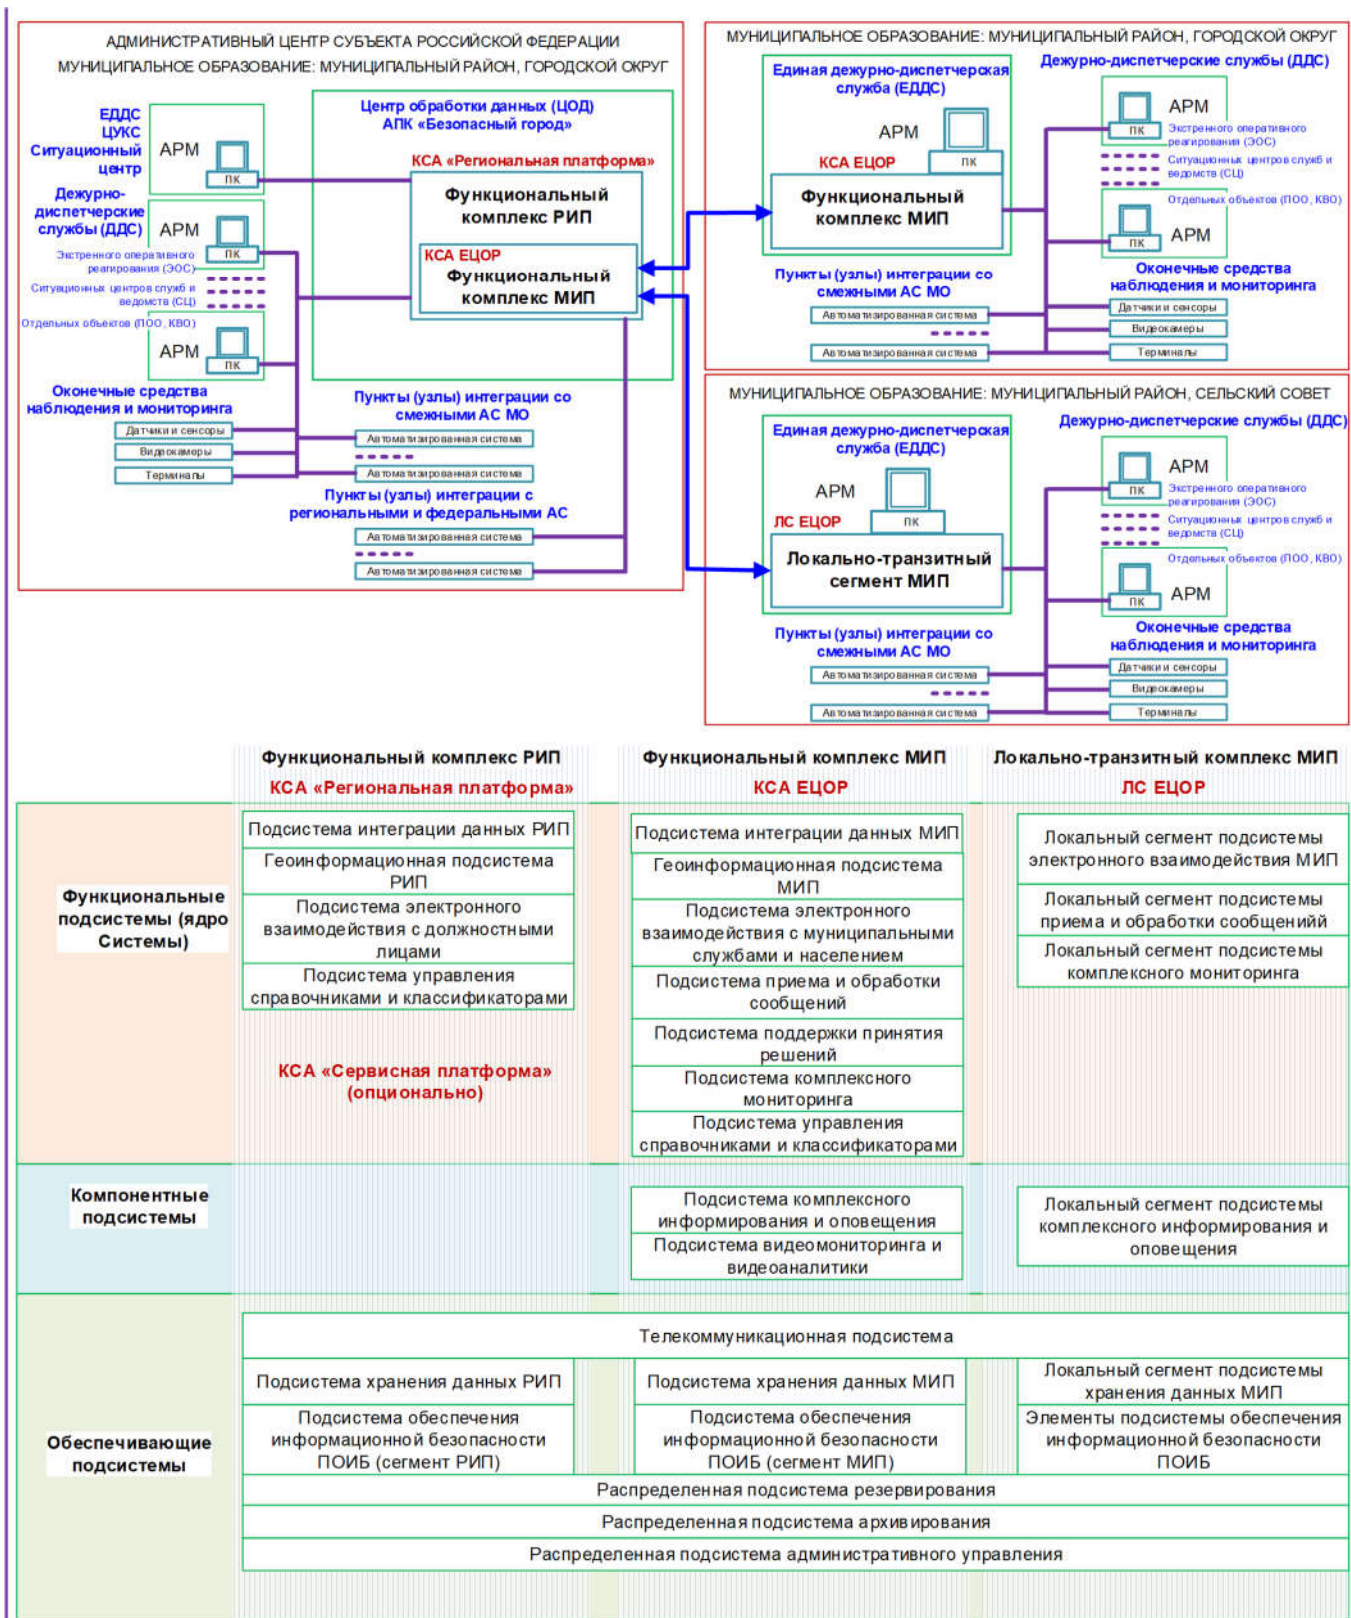 АДМИНИСТРАТИВНЫЙ ЦЕНТР СУБЪЕКТА РОССИЙСКОЙ ФЕДЕРАЦИИ
МУНИЦИПАЛЬНОЕ ОБРАЗОВАНИЕ: МУНИЦИПАЛЬНЫЙ РАЙОН, ГОРОДСКОЙ ОКРУГ
ЕДДС
ЦУКС
Ситуационный
центр
АРМ
ПК
Дежурно-
диспетчерские
службы (ДДС)
АРМ
ПК
Экстренного оперативного
реагирования (ЭОС)
Ситуационных центров служб и
ведомств (СЦ)
Отдельных объектов (ПОО, КВО)
АРМ
ПК
Оконечные средства
наблюдения и мониторинга
Датчики и сенсоры
Видеокамеры
Терминалы
Центр обработки данных (ЦОД)
АПК «Безопасный город»
КСА «Региональная платформа»
Функциональный
комплекс РИП
КСА ЕЦОР
Функциональный
комплекс МИП
Пункты (узлы) интеграции со
смежными АС МО
Автоматизированная система
Автоматизированная система
Пункты (узлы) интеграции с
региональными и федеральными АС
Автоматизированная система
Автоматизированная система
МУНИЦИПАЛЬНОЕ ОБРАЗОВАНИЕ: МУНИЦИПАЛЬНЫЙ РАЙОН, ГОРОДСКОЙ ОКРУГ
Единая дежурно-диспетчерская
служба (ЕДДС)
АРМ
ПК
КСА ЕЦОР
Функциональный
комплекс МИП
Пункты (узлы) интеграции со
смежными АС МО
Автоматизированная система
Автоматизированная система
Дежурно-диспетчерские службы (ДДС)
АРМ
ПК
Экстренного оперативного
реагирования (ЭОС)
Ситуационных центров служб и
ведомств (СЦ)
Отдельных объектов (ПОО, КВО)
ПК
АРМ
Оконечные средства
наблюдения и мониторинга
Датчики и сенсоры
Видеокамеры
Терминалы
МУНИЦИПАЛЬНОЕ ОБРАЗОВАНИЕ: МУНИЦИПАЛЬНЫЙ РАЙОН, СЕЛЬСКИЙ СОВЕТ
Единая дежурно-диспетчерская
служба (ЕДДС)
АРМ
ПК
ЛС ЕЦОР
Локально-транзитный
сегмент МИП
Пункты (узлы) интеграции со
смежными АС МО
Автоматизированная система
Автоматизированная система
Дежурно-диспетчерские службы (ДДС)
АРМ
ПК
Экстренного оперативного
реагирования (ЭОС)
Ситуационных центров служб и
ведомств (СЦ)
Отдельных объектов (ПОО, КВО)
ПК
АРМ
Оконечные средства
наблюдения и мониторинга
Датчики и сенсоры
Видеокамеры
Терминалы
Функциональный комплекс РИП
КСА «Региональная платформа»
Функциональный комплекс МИП
КСА ЕЦОР
Локально-транзитный комплекс МИП
ЛС ЕЦОР
Функциональные
подсистемы (ядро
Системы)
Подсистема интеграции данных РИП
Геоинформационная подсистема
РИП
Подсистема электронного
взаимодействия с должностными
лицами
Подсистема управления
справочниками и классификаторами
КСА «Сервисная платформа»
(опционально)
Подсистема интеграции данных МИП
Геоинформационная подсистема
МИП
Подсистема электронного
взаимодействия с муниципальными
службами и населением
Подсистема приема и обработки
сообщений
Подсистема поддержки принятия
решений
Подсистема комплексного
мониторинга
Подсистема управления
справочниками и классификаторами
Локальный сегмент подсистемы
электронного взаимодействия МИП
Локальный сегмент подсистемы
приема и обработки сообщенийй
Локальный сегмент подсистемы
комплексного мониторинга
Компонентные
подсистемы
Подсистема комплексного
информирования и оповещения
Подсистема видеомониторинга и
видеоаналитики
Локальный сегмент подсистемы
комплексного информирования и
оповещения
Обеспечивающие
подсистемы
Телекоммуникационная подсистема
Подсистема хранения данных РИП
Подсистема хранения данных МИП
Локальный сегмент подсистемы
хранения данных МИП
Подсистема обеспечения
информационной безопасности
ПОИБ (сегмент РИП)
Подсистема обеспечения
информационной безопасности
ПОИБ (сегмент МИП)
Элементы подсистемы обеспечения
информационной безопасности
ПОИБ
Распределенная подсистема резервирования
Распределенная подсистема архивирования
Распределенная подсистема административного управления